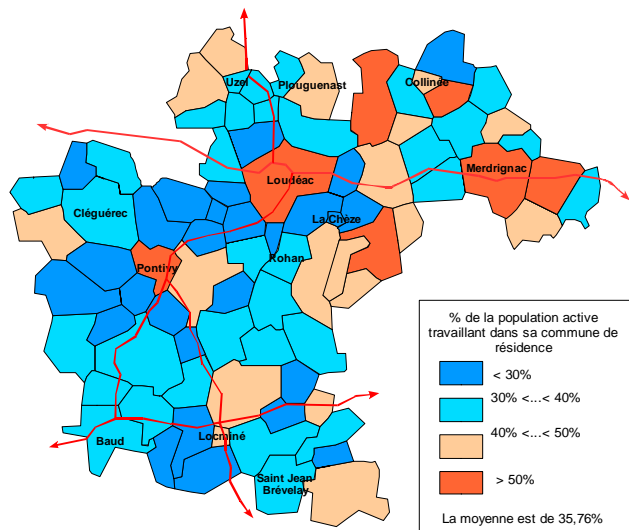 Uzel
Plouguenast
Collinée
Merdrignac
Loudéac
Cléguérec
La Chèze
Rohan
Pontivy
Baud
Locminé
Saint Jean
Brévelay
% de la population active
travaillant dans sa commune de
résidence
< 30%
30% <...< 40%
40% <...< 50%
> 50%
La moyenne est de 35,76%